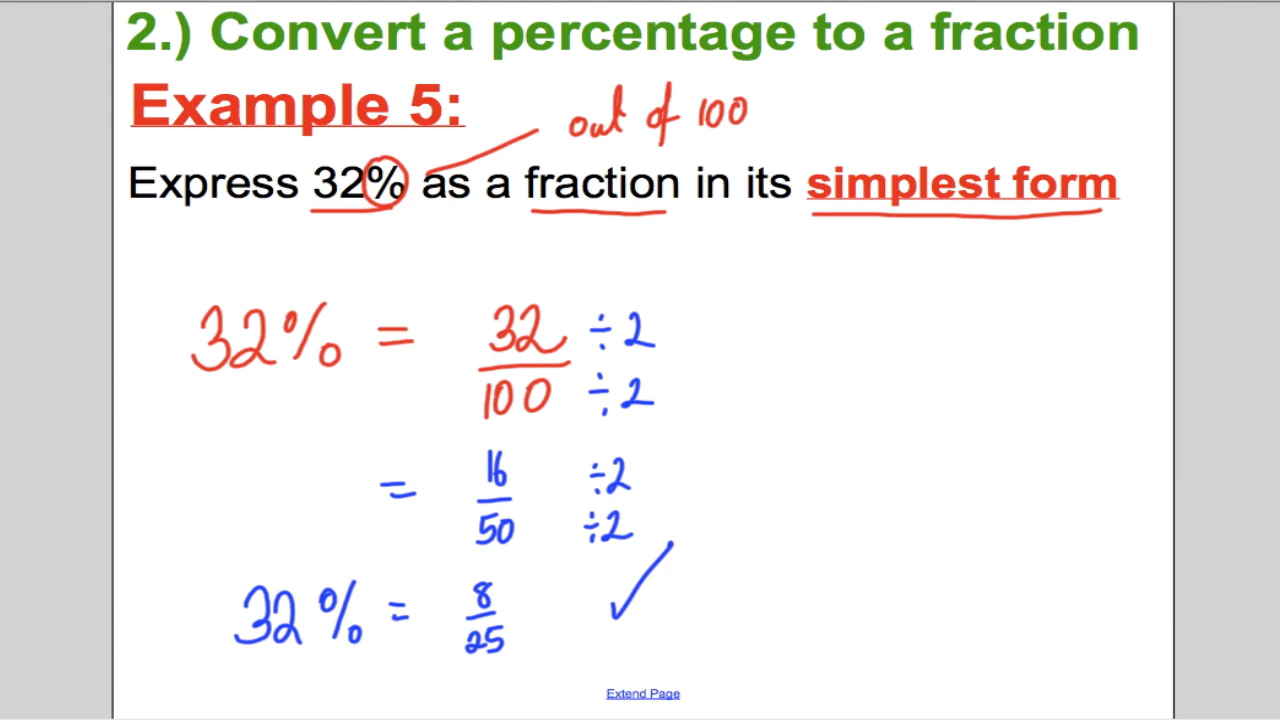 2.) Convert a percentage to a fraction
Example 5:
out of 100
Express 32% as a fraction in its simplest form
32% = 32/100 ÷2 ÷2
= 16/50 ÷2 ÷2
32% = 8/25 ✓
Extend Page